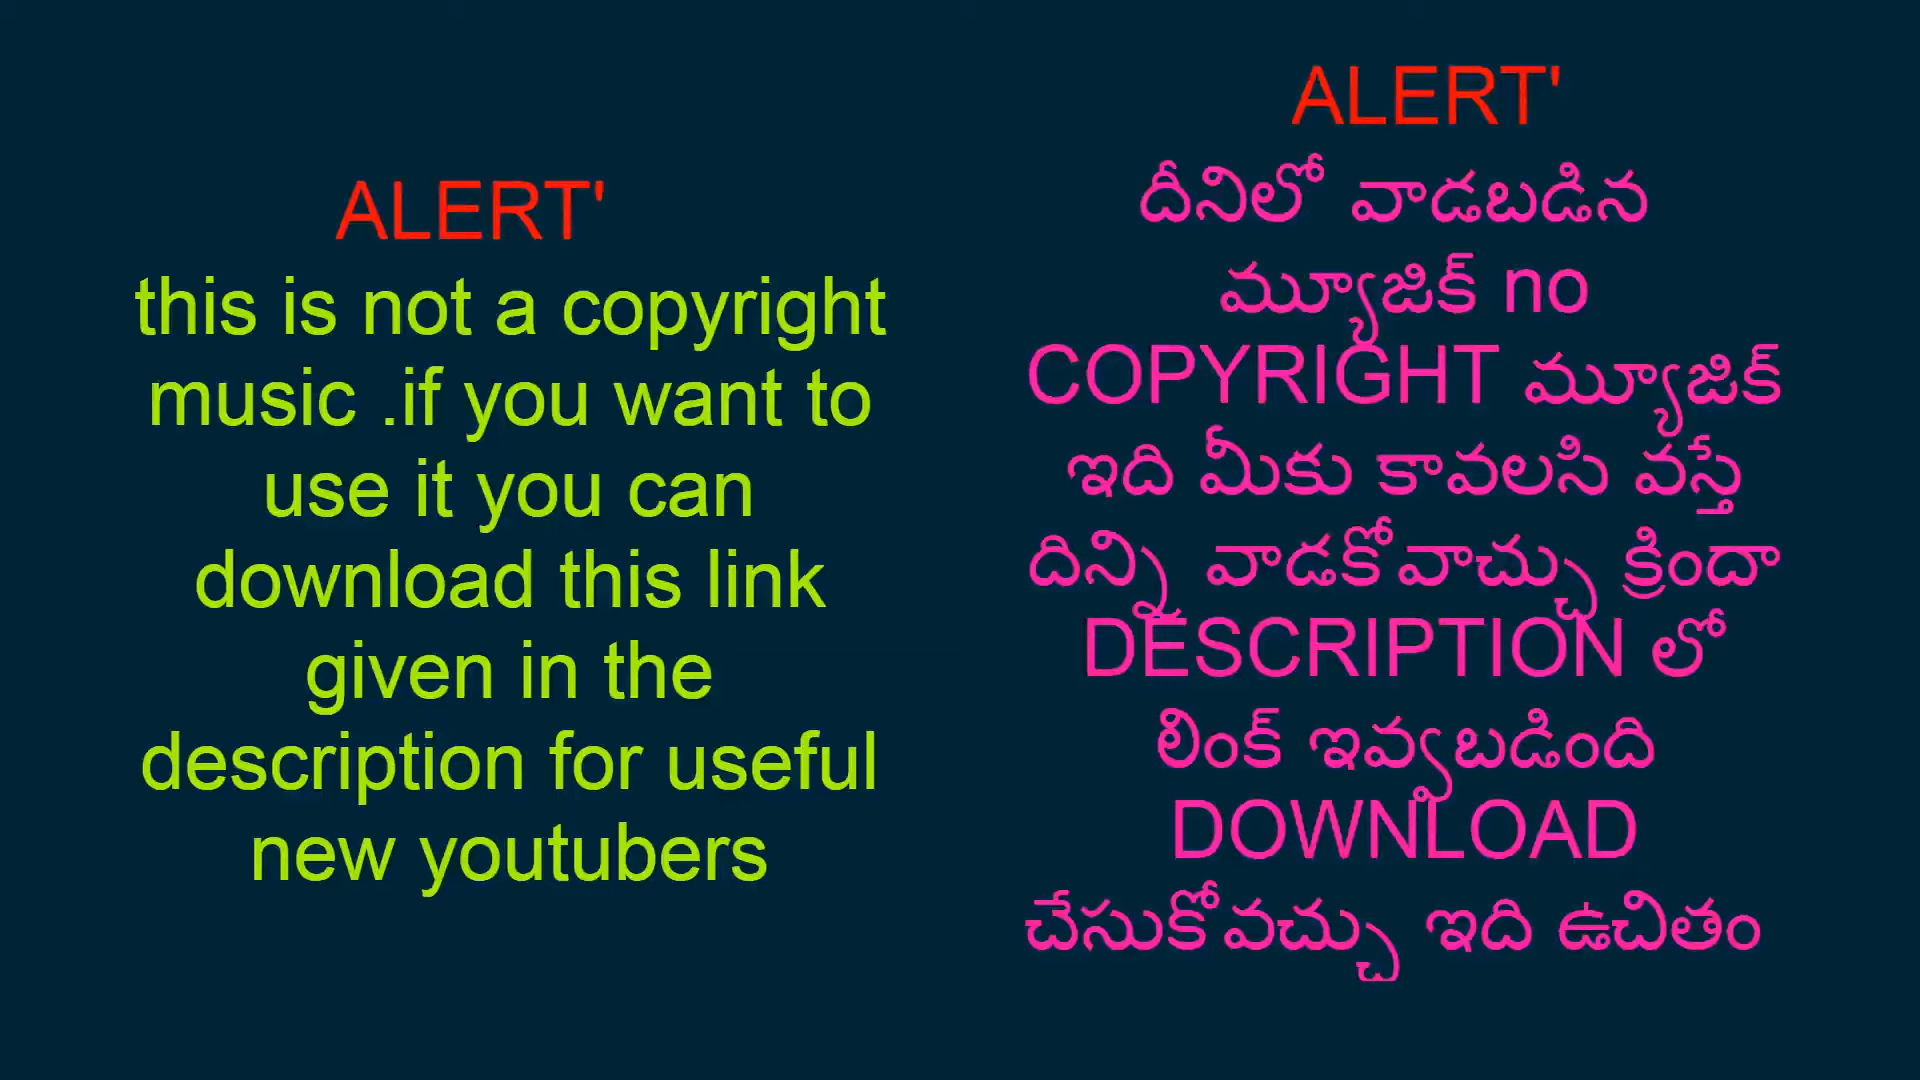 ALERT'
this is not a copyright
music .if you want to
use it you can
download this link
given in the
description for useful
new youtubers
ALERT'
దీనిలో వాడబడిన
మ్యూజిక్ no
COPYRIGHT మ్యూజిక్
ఇది మీకు కావలసి వస్తే
దిన్ని వాడకోవాచ్చు క్రిందా
DESCRIPTION లో
లింక్ ఇవ్వబడింది
DOWNLOAD
చేసుకోవచ్చు ఇది ఉచితం